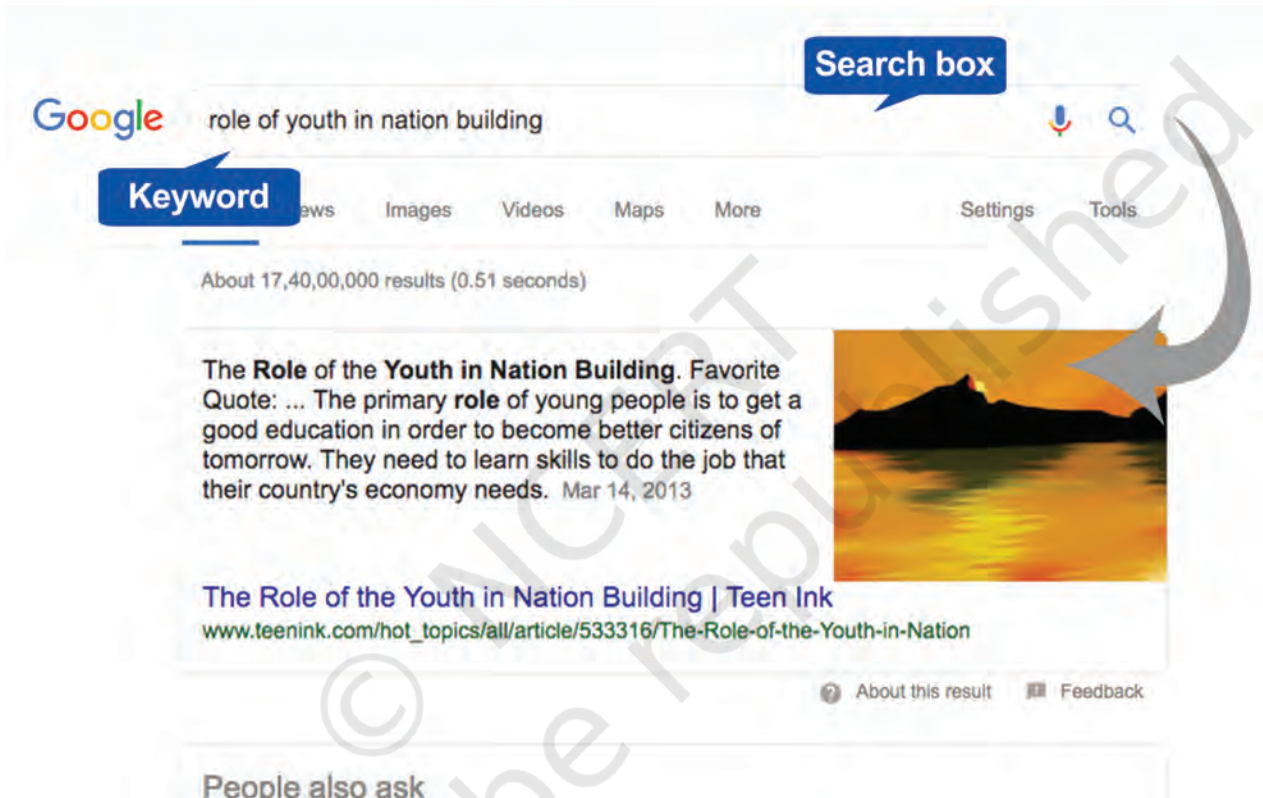 Search box
Google role of youth in nation building
Keyword
ews Images Videos Maps More Settings Tools
About 17,40,00,000 results (0.51 seconds)
The Role of the Youth in Nation Building. Favorite
Quote: ... The primary role of young people is to get a
good education in order to become better citizens of
tomorrow. They need to learn skills to do the job that
their country's economy needs. Mar 14, 2013
The Role of the Youth in Nation Building | Teen Ink
www.teenink.com/hot_topics/all/article/533316/The-Role-of-the-Youth-in-Nation
About this result Feedback
People also ask
© NCERT
be republished